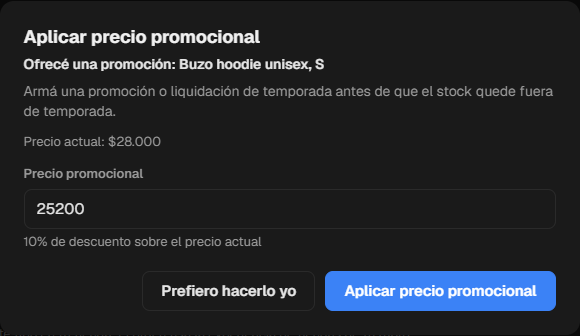 Aplicar precio promocional
Ofrecé una promoción: Buzo hoodie unisex, S
Armá una promoción o liquidación de temporada antes de que el stock quede fuera
de temporada.
Precio actual: $28.000
Precio promocional
25200
10% de descuento sobre el precio actual
Prefiero hacerlo yo
Aplicar precio promocional